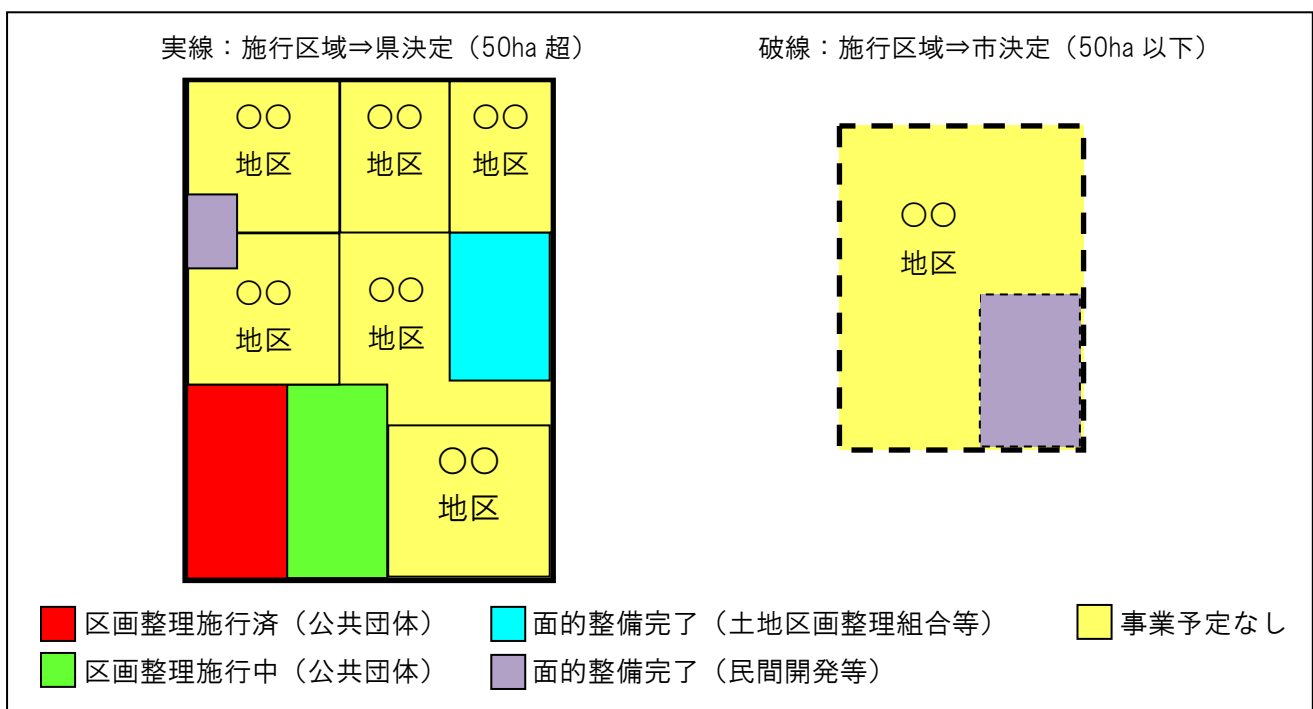 実線：施行区域⇒県決定（50ha 超）
破線：施行区域⇒市決定（50ha 以下）
○○
地区
○○
地区
○○
地区
○○
地区
○○
地区
○○
地区
○○
地区
区画整理施行済（公共団体）
面的整備完了（土地区画整理組合等）
事業予定なし
区画整理施行中（公共団体）
面的整備完了（民間開発等）